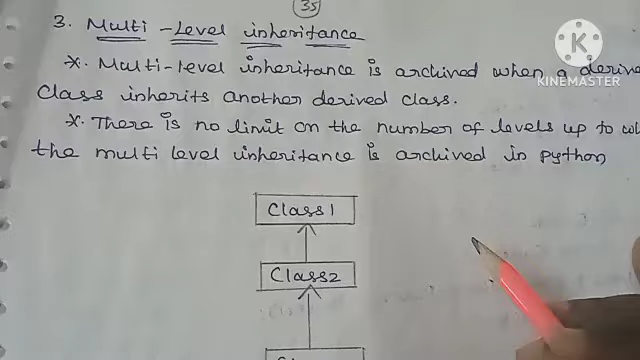 35
3. Multi-Level inheritance
K
KINEMASTER
*. Multi-level inheritance is archived when a
class inherits another derived class.
*. There is no limit on the number of levels up to
the multi level inheritance is archived in python
Class1
Class2